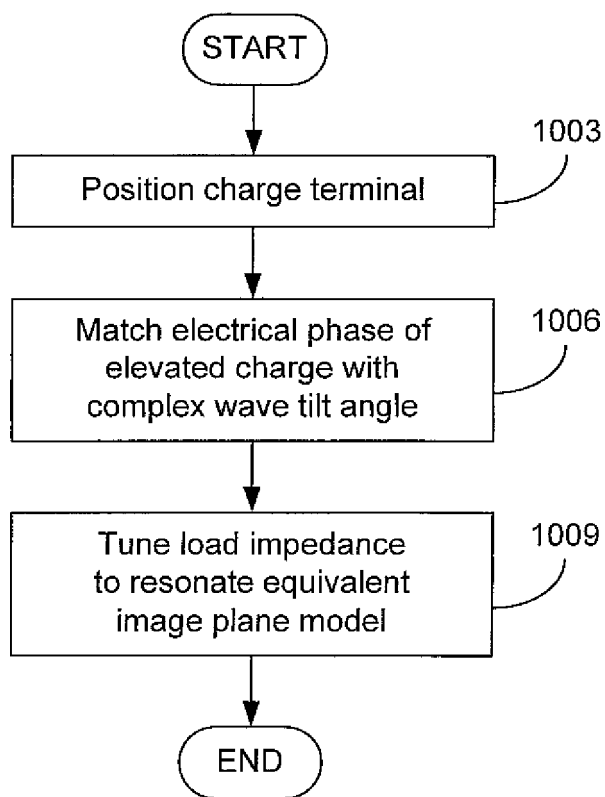 START
1003
Position charge terminal
1006
Match electrical phase of
elevated charge with
complex wave tilt angle
1009
Tune load impedance
to resonate equivalent
image plane model
END